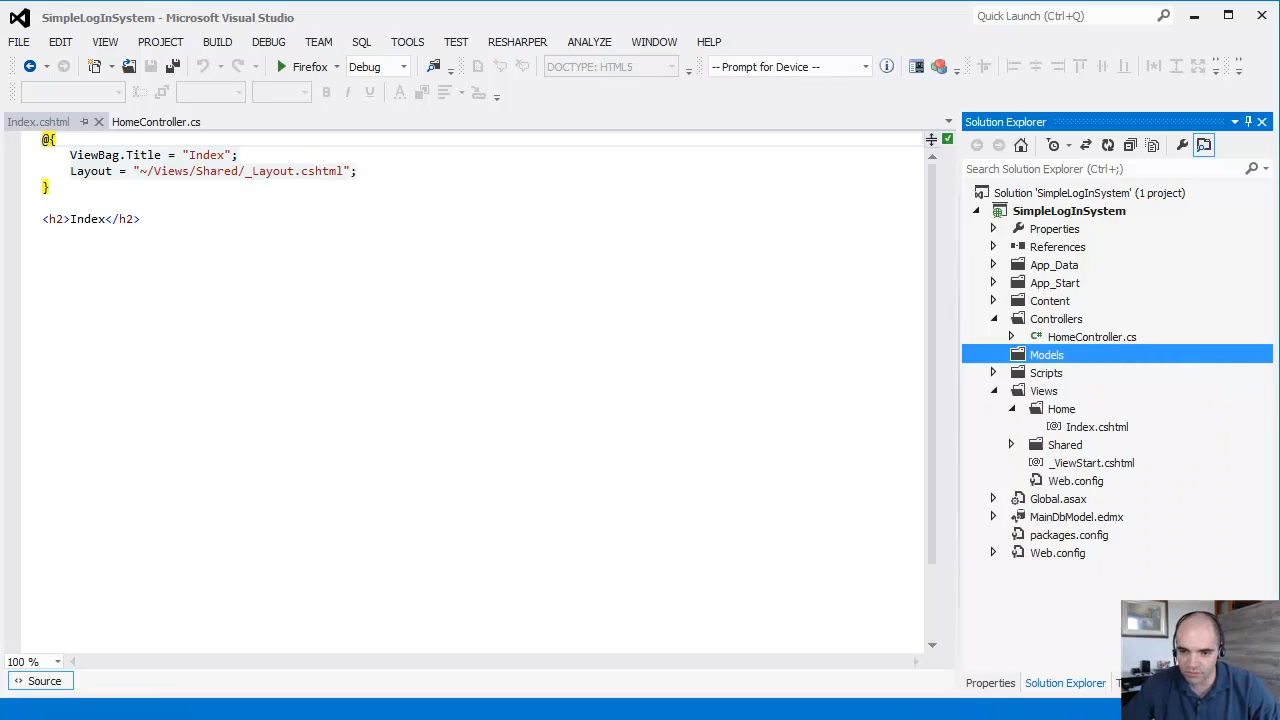 SimpleLogInSystem - Microsoft Visual Studio
Quick Launch (Ctrl+Q)
FILE EDIT VIEW PROJECT BUILD DEBUG TEAM SQL TOOLS TEST RESHARPER ANALYZE WINDOW HELP
Firefox Debug DOCTYPE: HTML5 -- Prompt for Device --
Index.cshtml HomeController.cs
@{
ViewBag.Title = "Index";
Layout = "~/Views/Shared/_Layout.cshtml";
}
<h2>Index</h2>
100 %
Source
Solution Explorer
Search Solution Explorer (Ctrl+;)
Solution 'SimpleLogInSystem' (1 project)
SimpleLogInSystem
Properties
References
App_Data
App_Start
Content
Controllers
HomeController.cs
Models
Scripts
Views
Home
Index.cshtml
Shared
_ViewStart.cshtml
Web.config
Global.asax
MainDbModel.edmx
packages.config
Web.config
Properties Solution Explorer